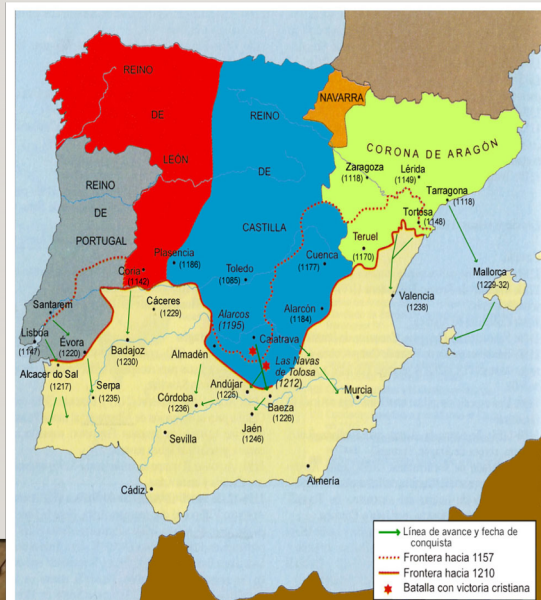 REINO
DE
LEÓN
REINO
DE
CASTILLA
NAVARRA
CORONA DE ARAGÓN
REINO
DE
PORTUGAL
Zaragoza
(1118)
Lérida
(1149)
Tarragona
(1118)
Tortosa
(1148)
Teruel
(1170)
Plasencia
(1186)
Coria
(1142)
Toledo
(1085)
Cuenca
(1177)
Mallorca
(1229-32)
Valencia
(1238)
Cáceres
(1229)
Alarcos
(1195)
Alarcón
(1184)
Calatrava
Santarem
Lisboa
(1147)
Évora
(1220)
Badajoz
(1230)
Almadén
Las Navas
de Tolosa
(1212)
Alcacer do Sal
(1217)
Serpa
(1235)
Córdoba
(1236)
Andújar
(1225)
Baeza
(1226)
Murcia
Jaén
(1246)
Sevilla
Cádiz
Almería
Línea de avance y fecha de
conquista
Frontera hacia 1157
Frontera hacia 1210
Batalla con victoria cristiana